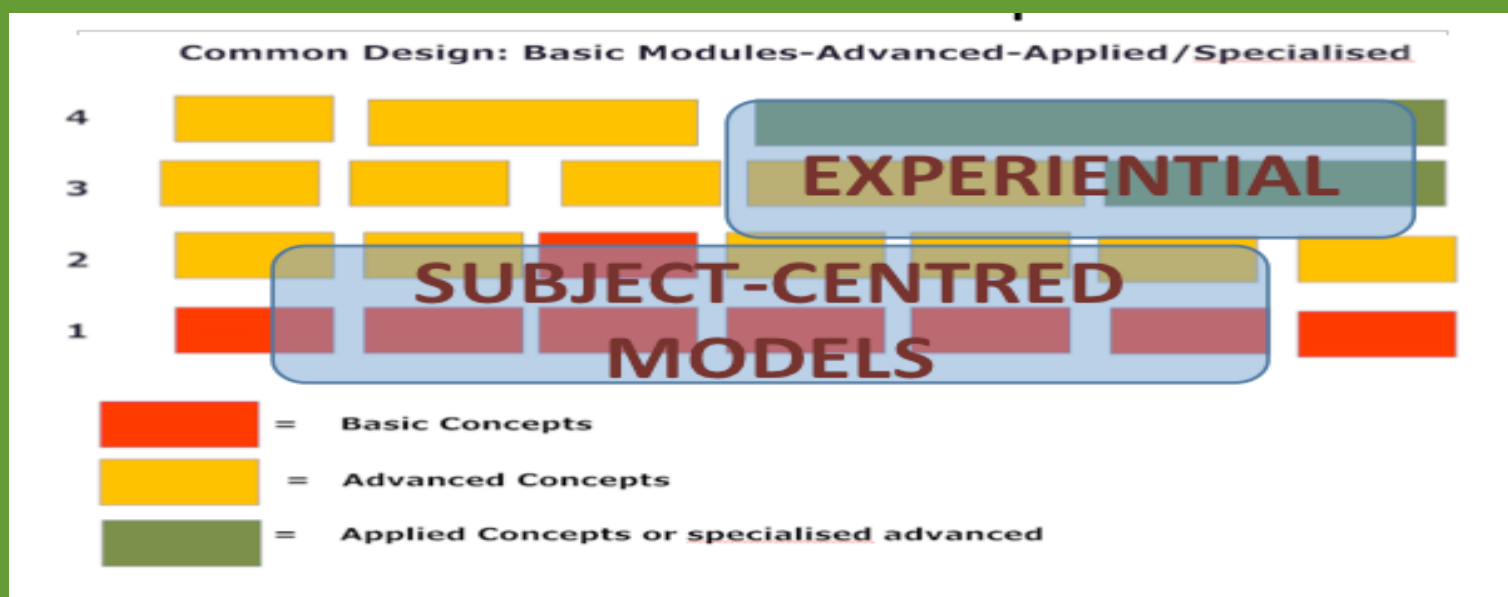 Common Design: Basic Modules-Advanced-Applied/Specialised
4
EXPERIENTIAL
3
2
SUBJECT-CENTRED
1
MODELS
= Basic Concepts
= Advanced Concepts
= Applied Concepts or specialised advanced